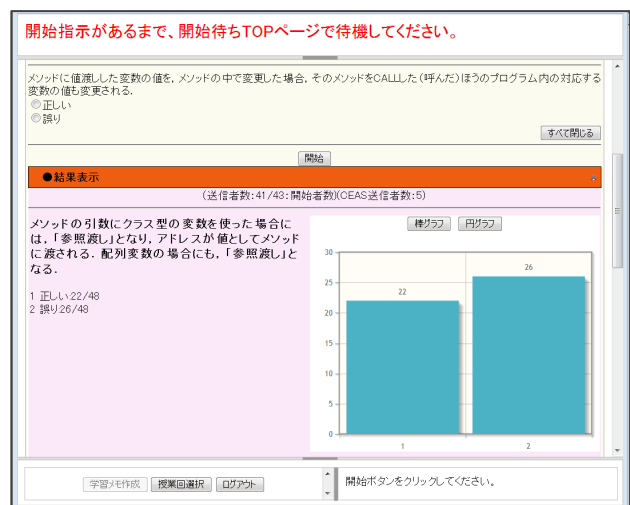 開始指示があるまで、開始待ちTOPページで待機してください。
メソッドに値渡しした変数の値を, メソッドの中で変更した場合, そのメソッドをCALLした(呼んだ)ほうのプログラム内の対応する
変数の値も変更される.
正しい
誤り
すべて閉じる
開始
●結果表示
(送信者数:41/43:開始者数)(CEAS送信者数:5)
メソッドの引数にクラス型の変数を使った場合に
は,「参照渡し」となり, アドレスが値としてメソッド
に渡される. 配列変数の場合にも,「参照渡し」と
なる.
1 正しい:22/48
2 誤り:26/48
棒グラフ 円グラフ
30
26
25
22
20
15
10
5
0
1 2
学習メモ作成 授業回選択 ログアウト
開始ボタンをクリックしてください。